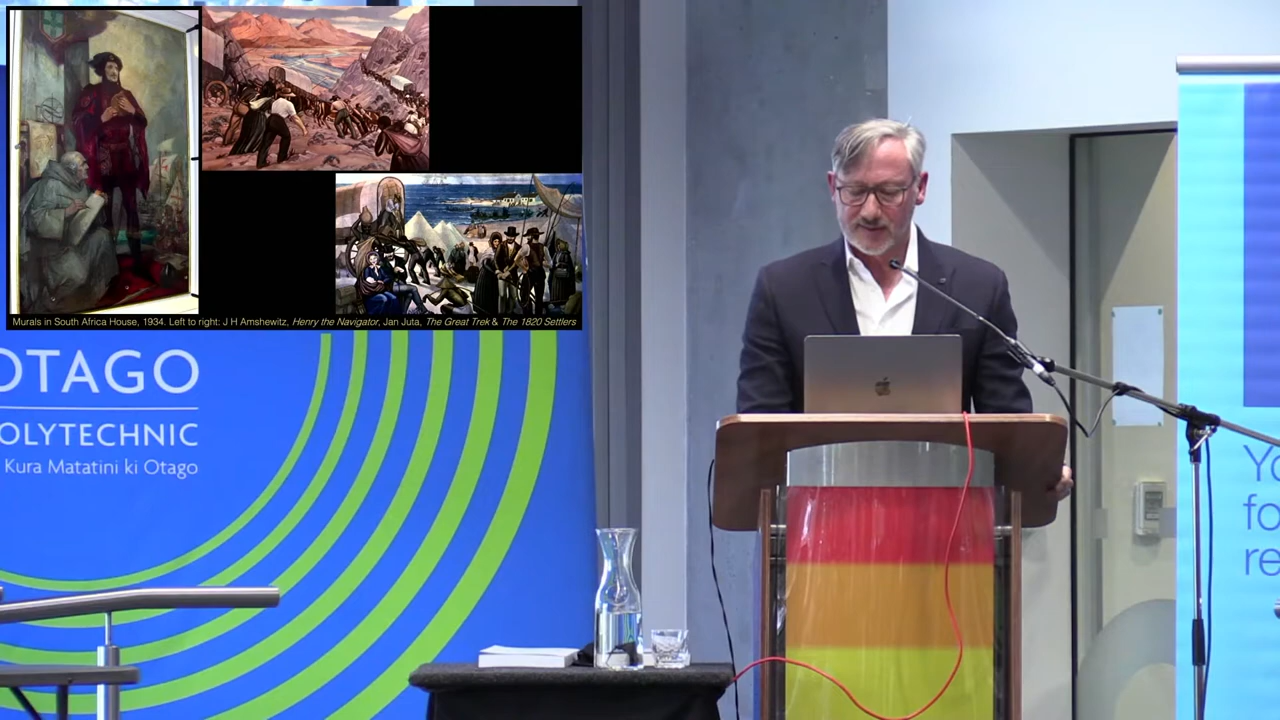 Murals in South Africa House, 1934. Left to right: J H Amshewitz, Henry the Navigator, Jan Juta, The Great Trek & The 1820 Settlers
OTAGO
OLYTECHNIC
Kura Matatini ki Otago
Yo
fo
re